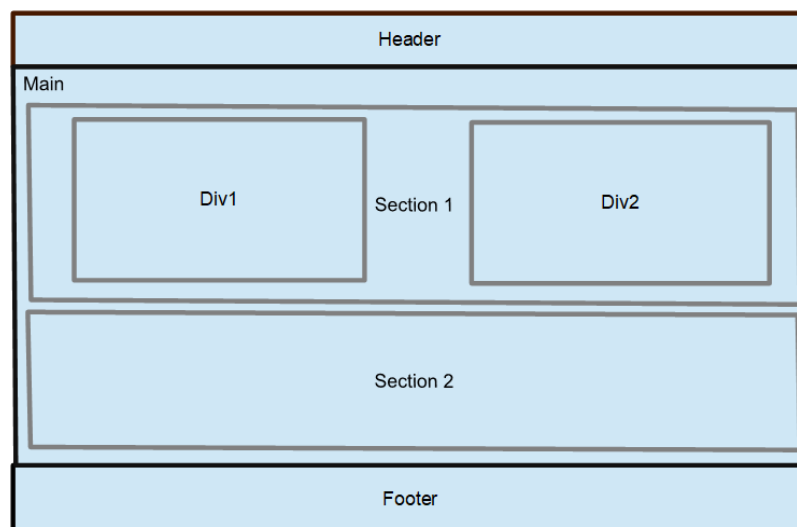 Header
Main
Div1
Section 1
Div2
Section 2
Footer